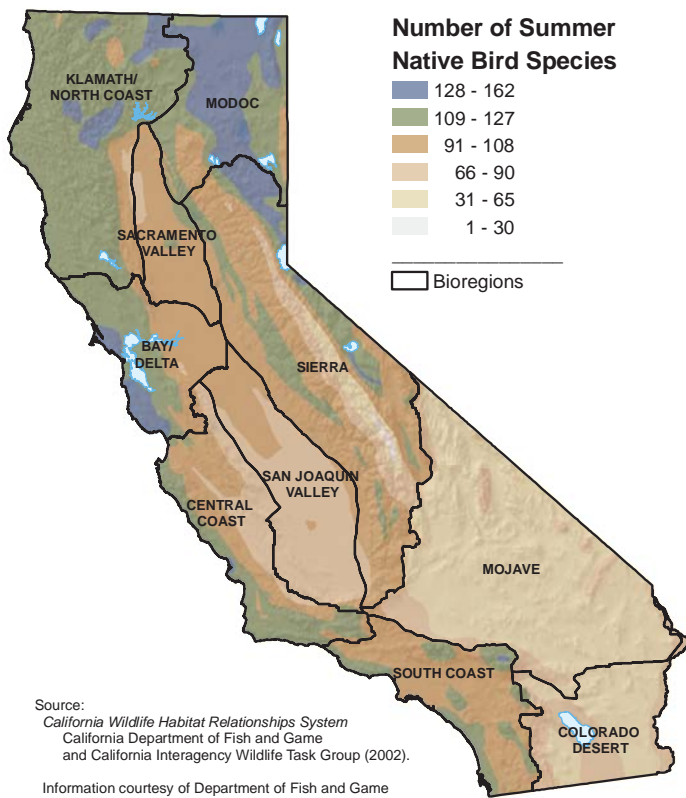 Number of Summer
Native Bird Species
128 - 162
109 - 127
91 - 108
66 - 90
31 - 65
1 - 30
Bioregions
KLAMATH/
NORTH COAST
MODOC
SACRAMENTO
VALLEY
BAY/
DELTA
SIERRA
SAN JOAQUIN
VALLEY
CENTRAL
COAST
MOJAVE
SOUTH COAST
COLORADO
DESERT
Source:
California Wildlife Habitat Relationships System
California Department of Fish and Game
and California Interagency Wildlife Task Group (2002).
Information courtesy of Department of Fish and Game